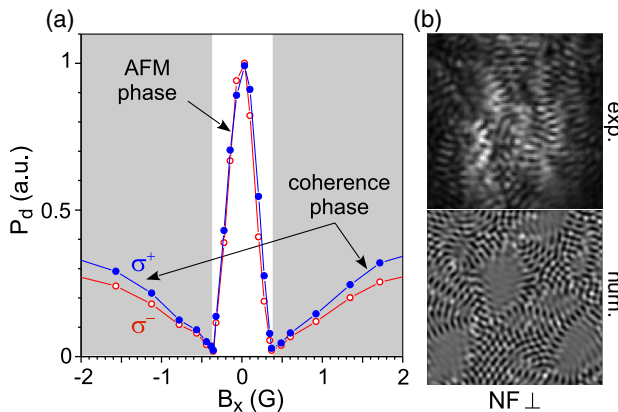 (a)
(b)
P_d (a.u.)
1
0.5
0
AFM
phase
coherence
phase
σ⁺
σ⁻
-2
-1
0
1
2
B_x (G)
exp.
num.
NF ⊥